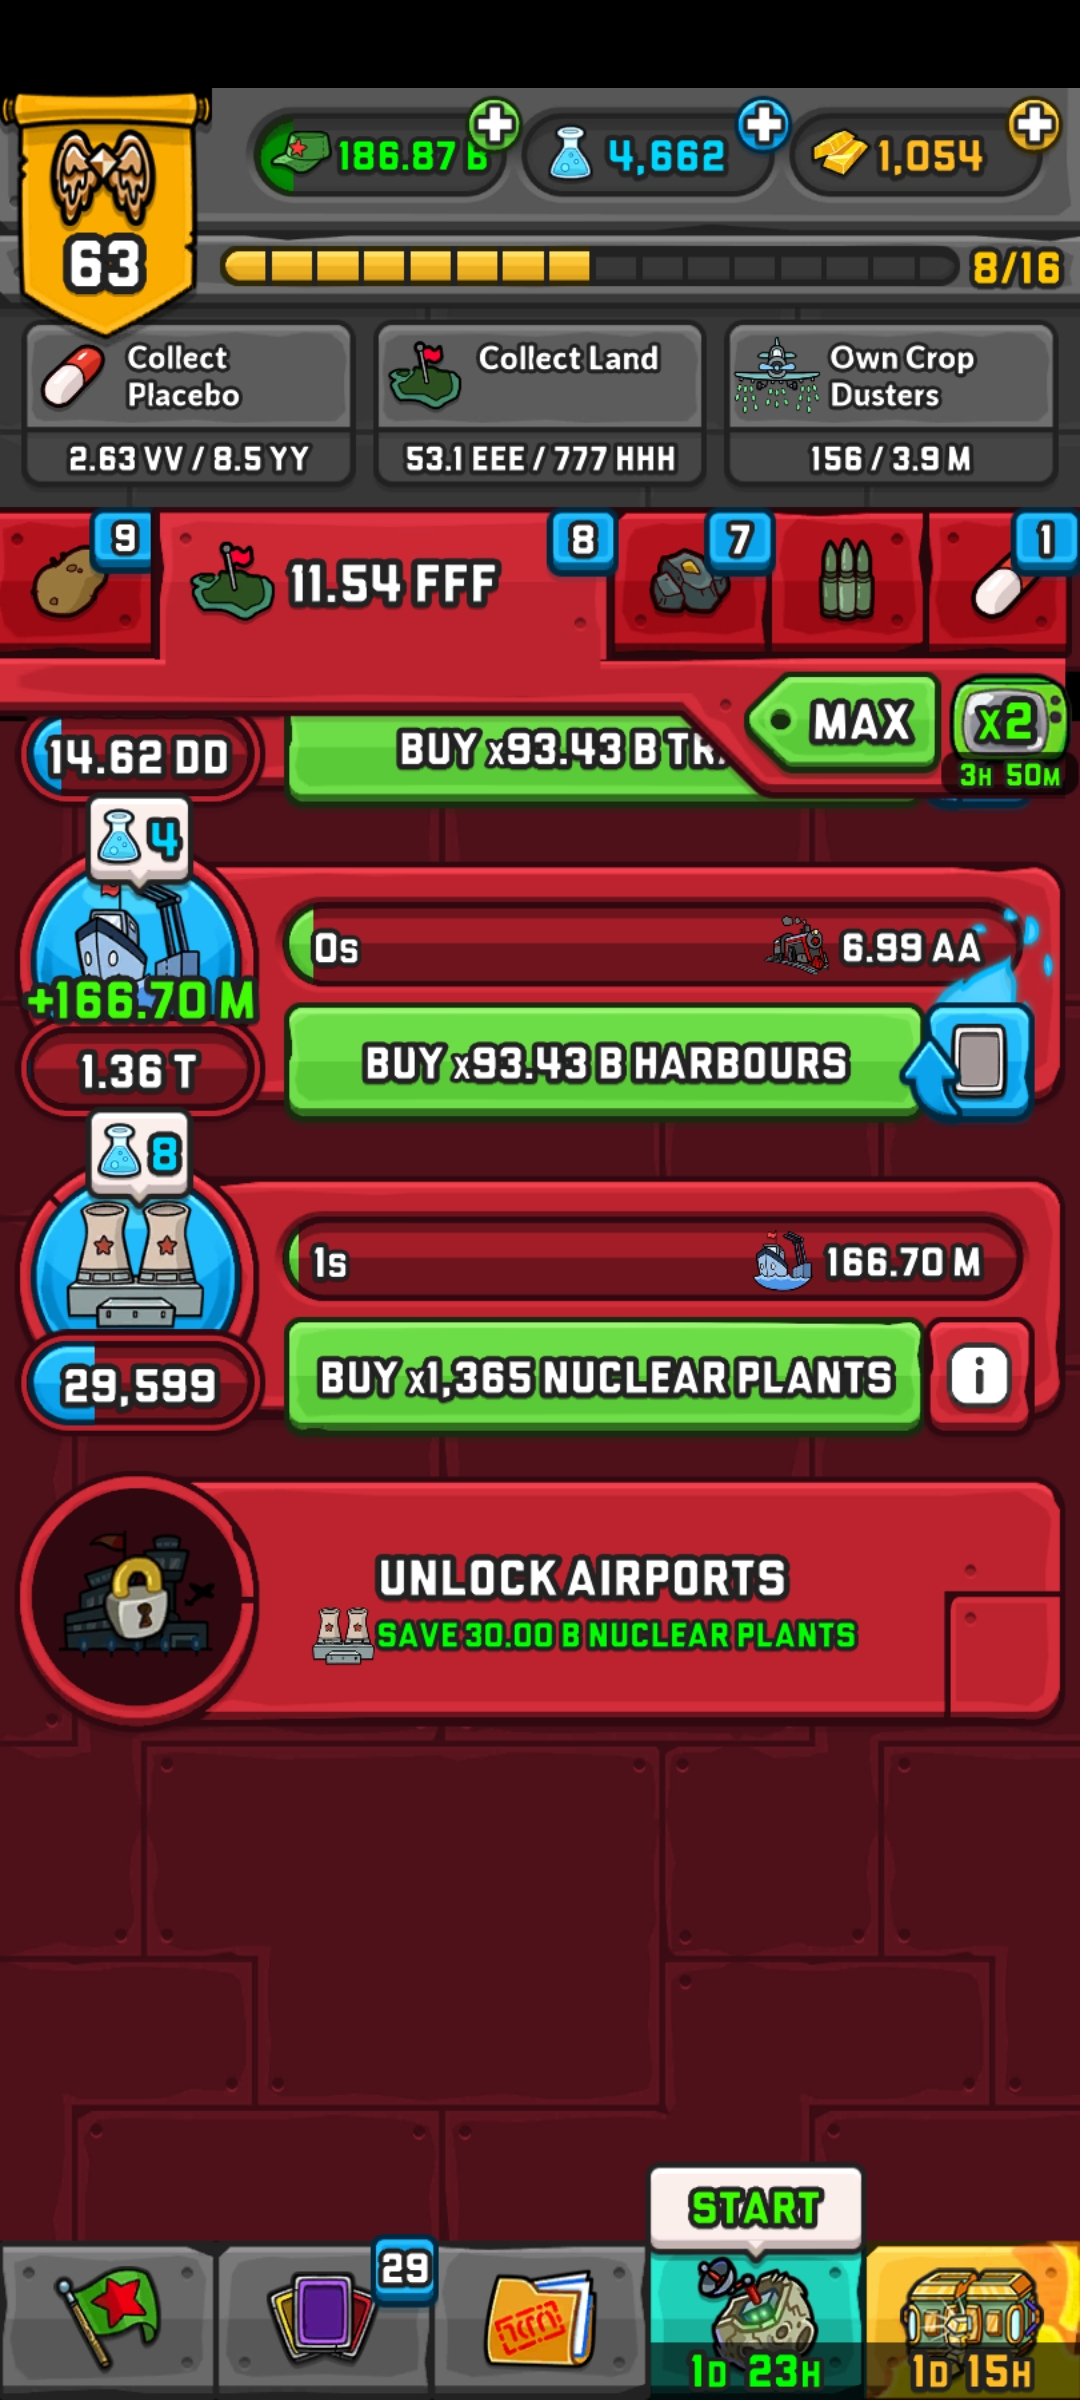 186.87 B
4,662
1,054
63
8/16
Collect
Placebo
2.63 VV / 8.5 YY
Collect Land
53.1 EEE / 777 HHH
Own Crop
Dusters
156 / 3.9 M
9
11.54 FFF
8
7
1
MAX
x2
3H 50M
14.62 DD
BUY x93.43 B
4
0s
6.99 AA
+166.70 M
1.36 T
BUY x93.43 B HARBOURS
8
1s
166.70 M
29,599
BUY x1,365 NUCLEAR PLANTS
i
UNLOCK AIRPORTS
SAVE 30.00 B NUCLEAR PLANTS
START
29
1D 23H
1D 15H